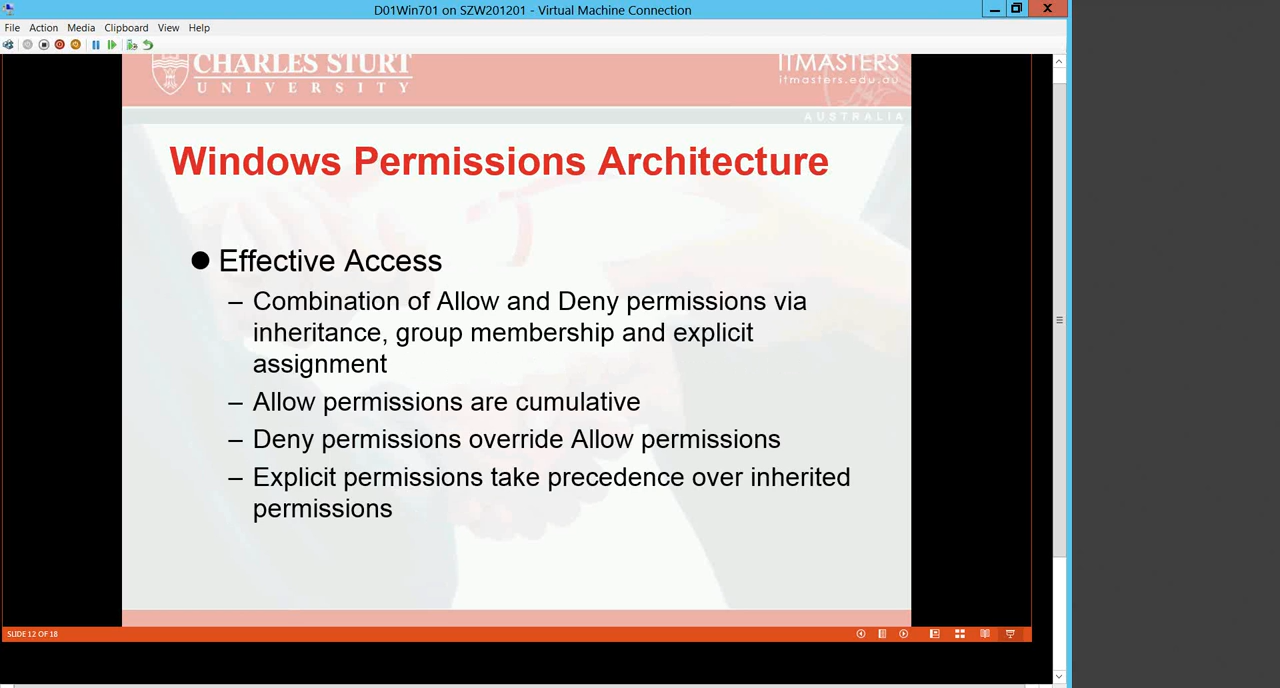 D01Win701 on SZW201201 - Virtual Machine Connection
File Action Media Clipboard View Help
CHARLES STURT
UNIVERSITY
ITMASTERS
itmasters.edu.au
AUSTRALIA
Windows Permissions Architecture
● Effective Access
– Combination of Allow and Deny permissions via
inheritance, group membership and explicit
assignment
– Allow permissions are cumulative
– Deny permissions override Allow permissions
– Explicit permissions take precedence over inherited
permissions
SLIDE 12 OF 18